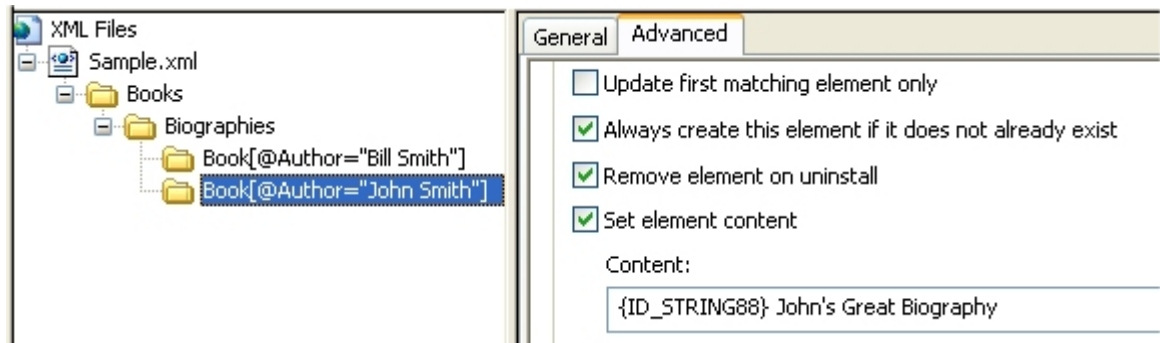 XML Files
Sample.xml
Books
Biographies
Book[@Author="Bill Smith"]
Book[@Author="John Smith"]
General
Advanced
Update first matching element only
Always create this element if it does not already exist
Remove element on uninstall
Set element content
Content:
{ID_STRING88} John's Great Biography